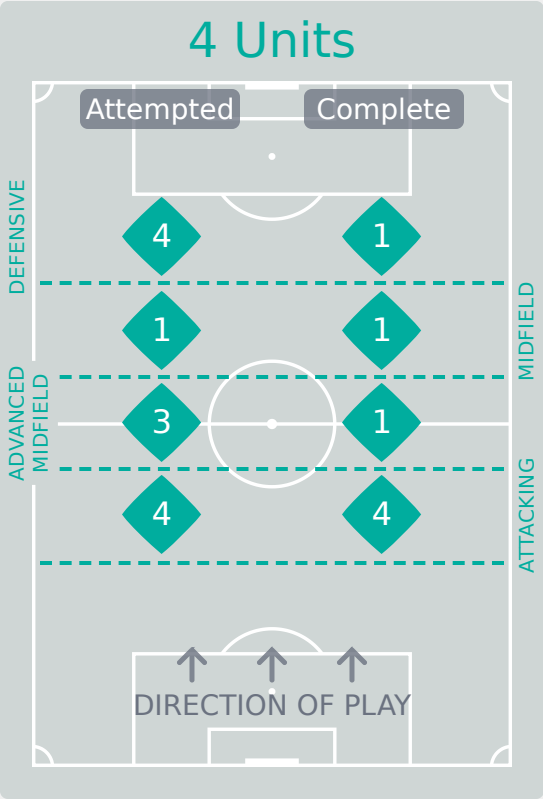 4 Units
Attempted
Complete
DEFENSIVE
4
1
MIDFIELD
1
1
ADVANCED
MIDFIELD
3
1
ATTACKING
4
4
DIRECTION OF PLAY